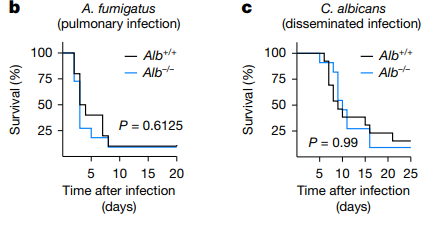 b
A. fumigatus
(pulmonary infection)
100
75
50
25
Survival (%)
Alb+/+
Alb–/–
P = 0.6125
5 10 15 20
Time after infection
(days)
c
C. albicans
(disseminated infection)
100
75
50
25
Survival (%)
Alb+/+
Alb–/–
P = 0.99
5 10 15 20 25
Time after infection
(days)